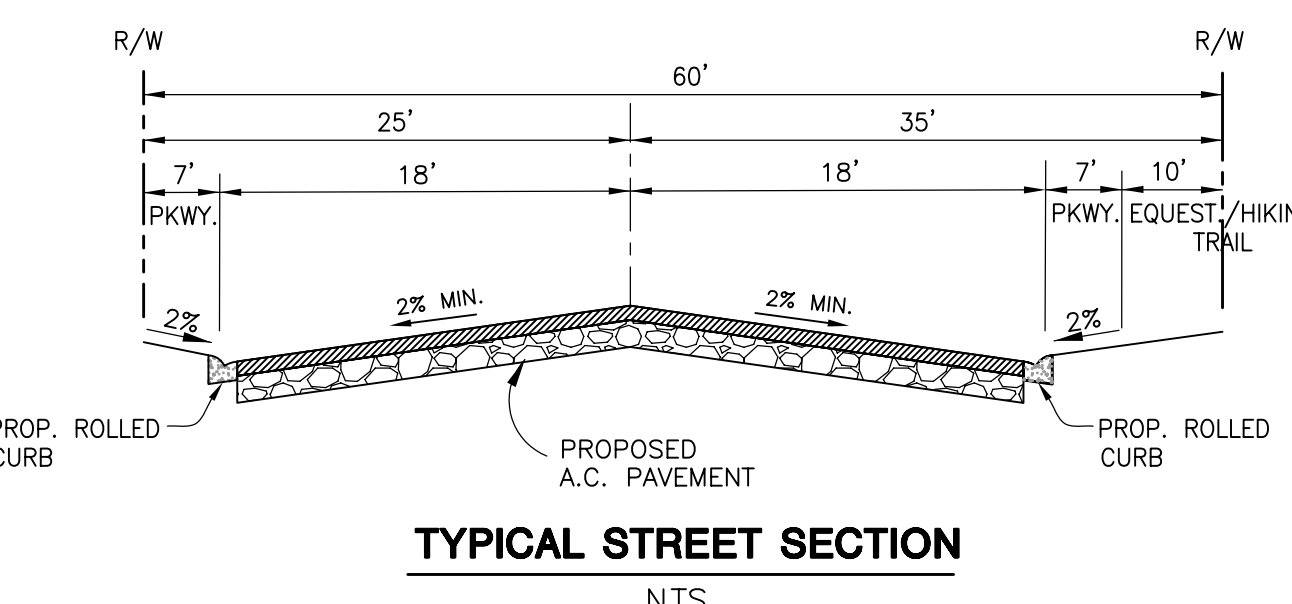 R/W
R/W
60'
25'
35'
7'
18'
18'
7'
10'
PKWY.
PKWY.
EQUEST./HIKIN
TRAIL
2%
2% MIN.
2% MIN.
2%
PROP. ROLLED
CURB
PROPOSED
A.C. PAVEMENT
PROP. ROLLED
CURB
TYPICAL STREET SECTION
NTS